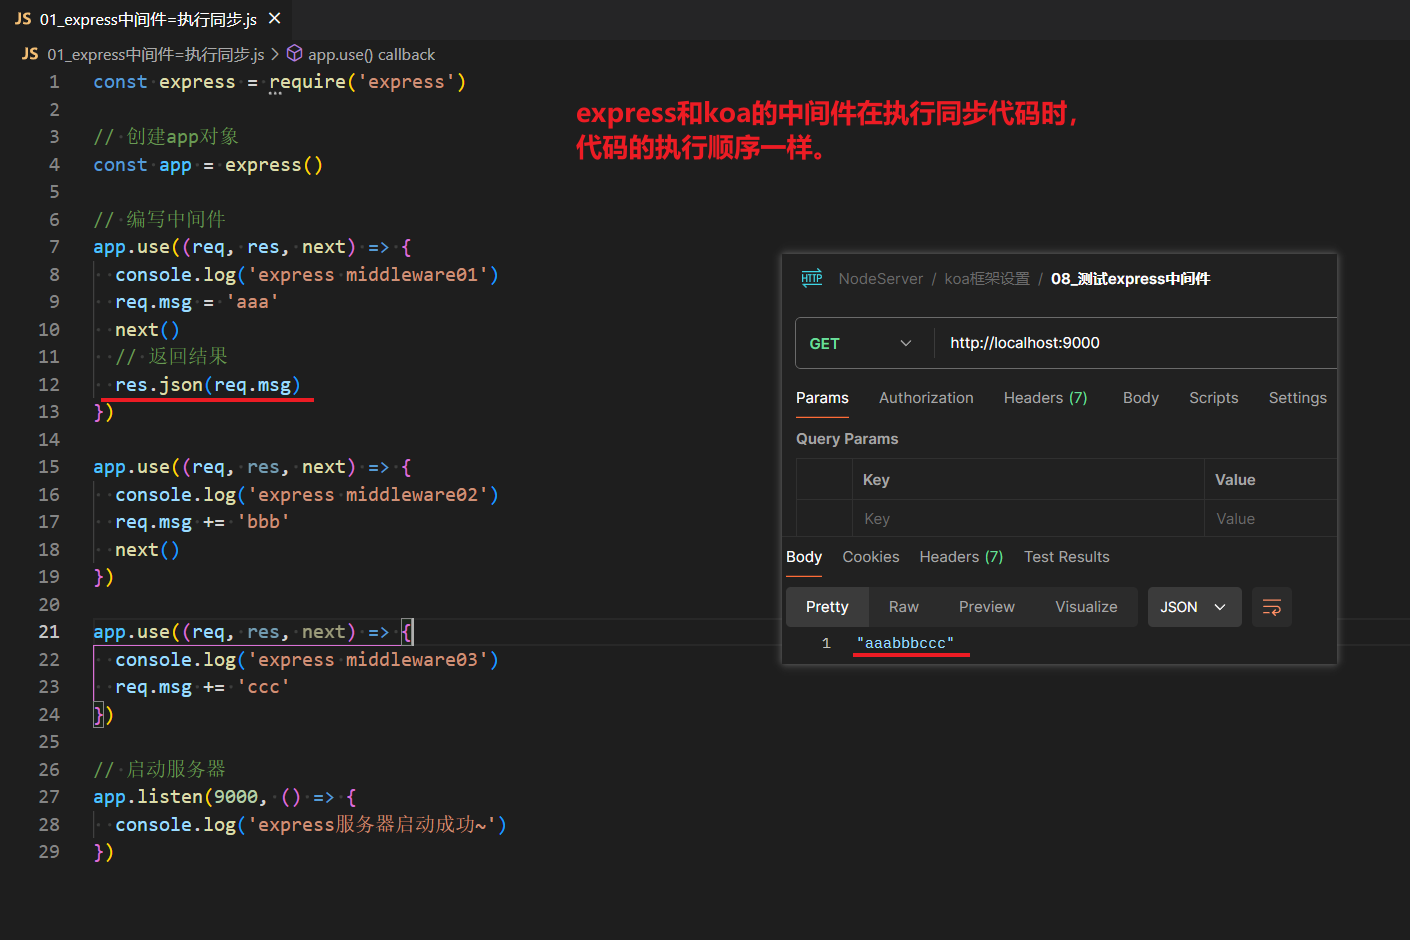 JS 01_express中间件=执行同步.js ×
JS 01_express中间件=执行同步.js > app.use() callback
1 const express = require('express')
2
3 // 创建app对象
4 const app = express()
5
6 // 编写中间件
7 app.use((req, res, next) => {
8 console.log('express middleware01')
9 req.msg = 'aaa'
10 next()
11 // 返回结果
12 res.json(req.msg)
13 })
14
15 app.use((req, res, next) => {
16 console.log('express middleware02')
17 req.msg += 'bbb'
18 next()
19 })
20
21 app.use((req, res, next) => {
22 console.log('express middleware03')
23 req.msg += 'ccc'
24 })
25
26 // 启动服务器
27 app.listen(9000, () => {
28 console.log('express服务器启动成功~')
29 })
express和koa的中间件在执行同步代码时，
代码的执行顺序一样。
HTTP NodeServer / koa框架设置 / 08_测试express中间件
GET http://localhost:9000
Params Authorization Headers (7) Body Scripts Settings
Query Params
Key Value
Key Value
Body Cookies Headers (7) Test Results
Pretty Raw Preview Visualize JSON
1 "aaabbbccc"